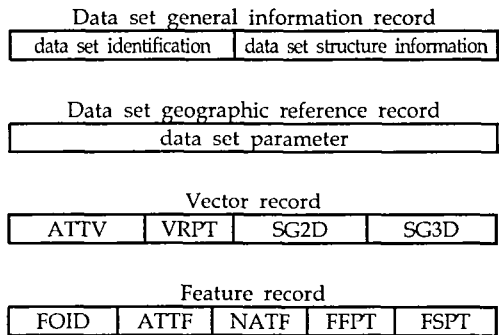 Data set general information record
data set identification data set structure information
Data set geographic reference record
data set parameter
Vector record
ATTV VRPT SG2D SG3D
Feature record
FOID ATTF NATF FFPT FSPT